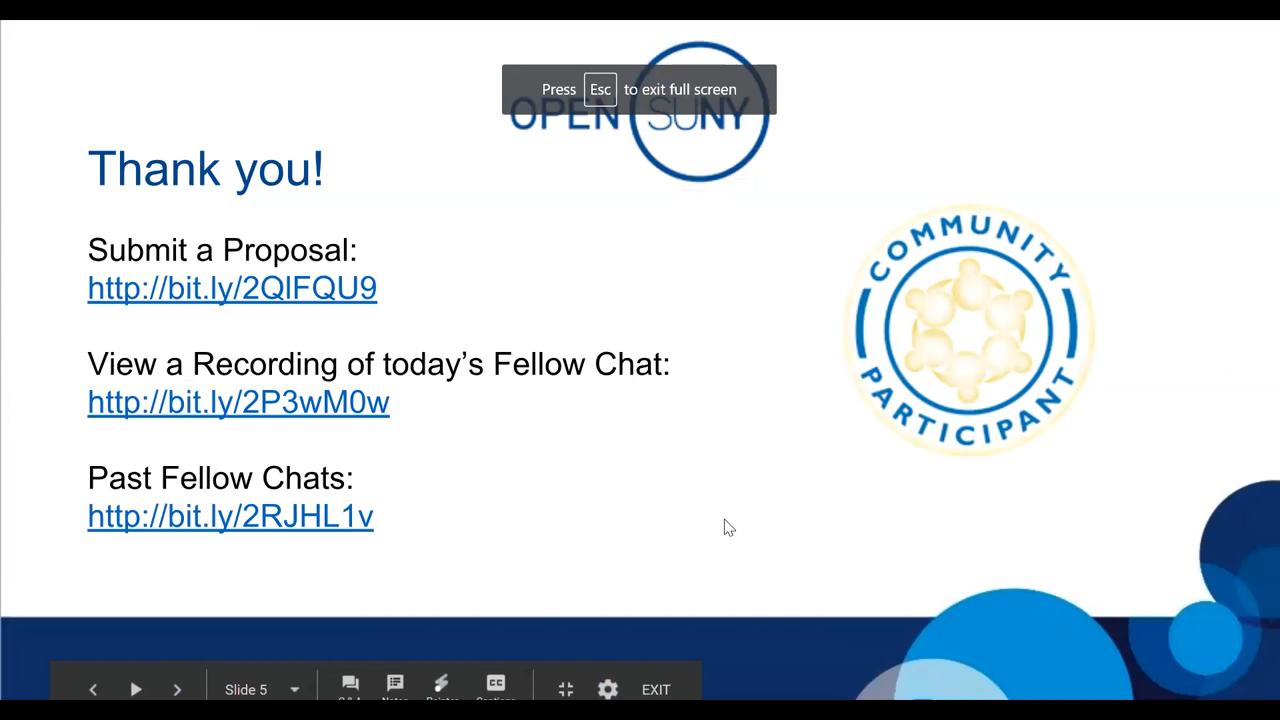 Press Esc to exit full screen
OPEN SUNY
Thank you!
Submit a Proposal:
http://bit.ly/2QlFQU9
View a Recording of today's Fellow Chat:
http://bit.ly/2P3wM0w
Past Fellow Chats:
http://bit.ly/2RJHL1v
COMMUNITY
PARTICIPANT
Slide 5
CC
EXIT